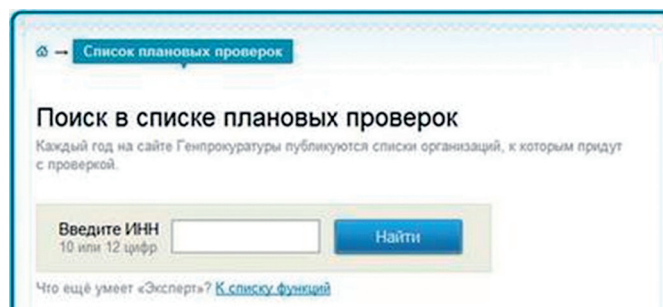 → Список плановых проверок
Поиск в списке плановых проверок
Каждый год на сайте Генпрокуратуры публикуются списки организаций, к которым придут
с проверкой.
Введите ИНН
10 или 12 цифр
Найти
Что ещё умеет «Эксперт»? К списку функций